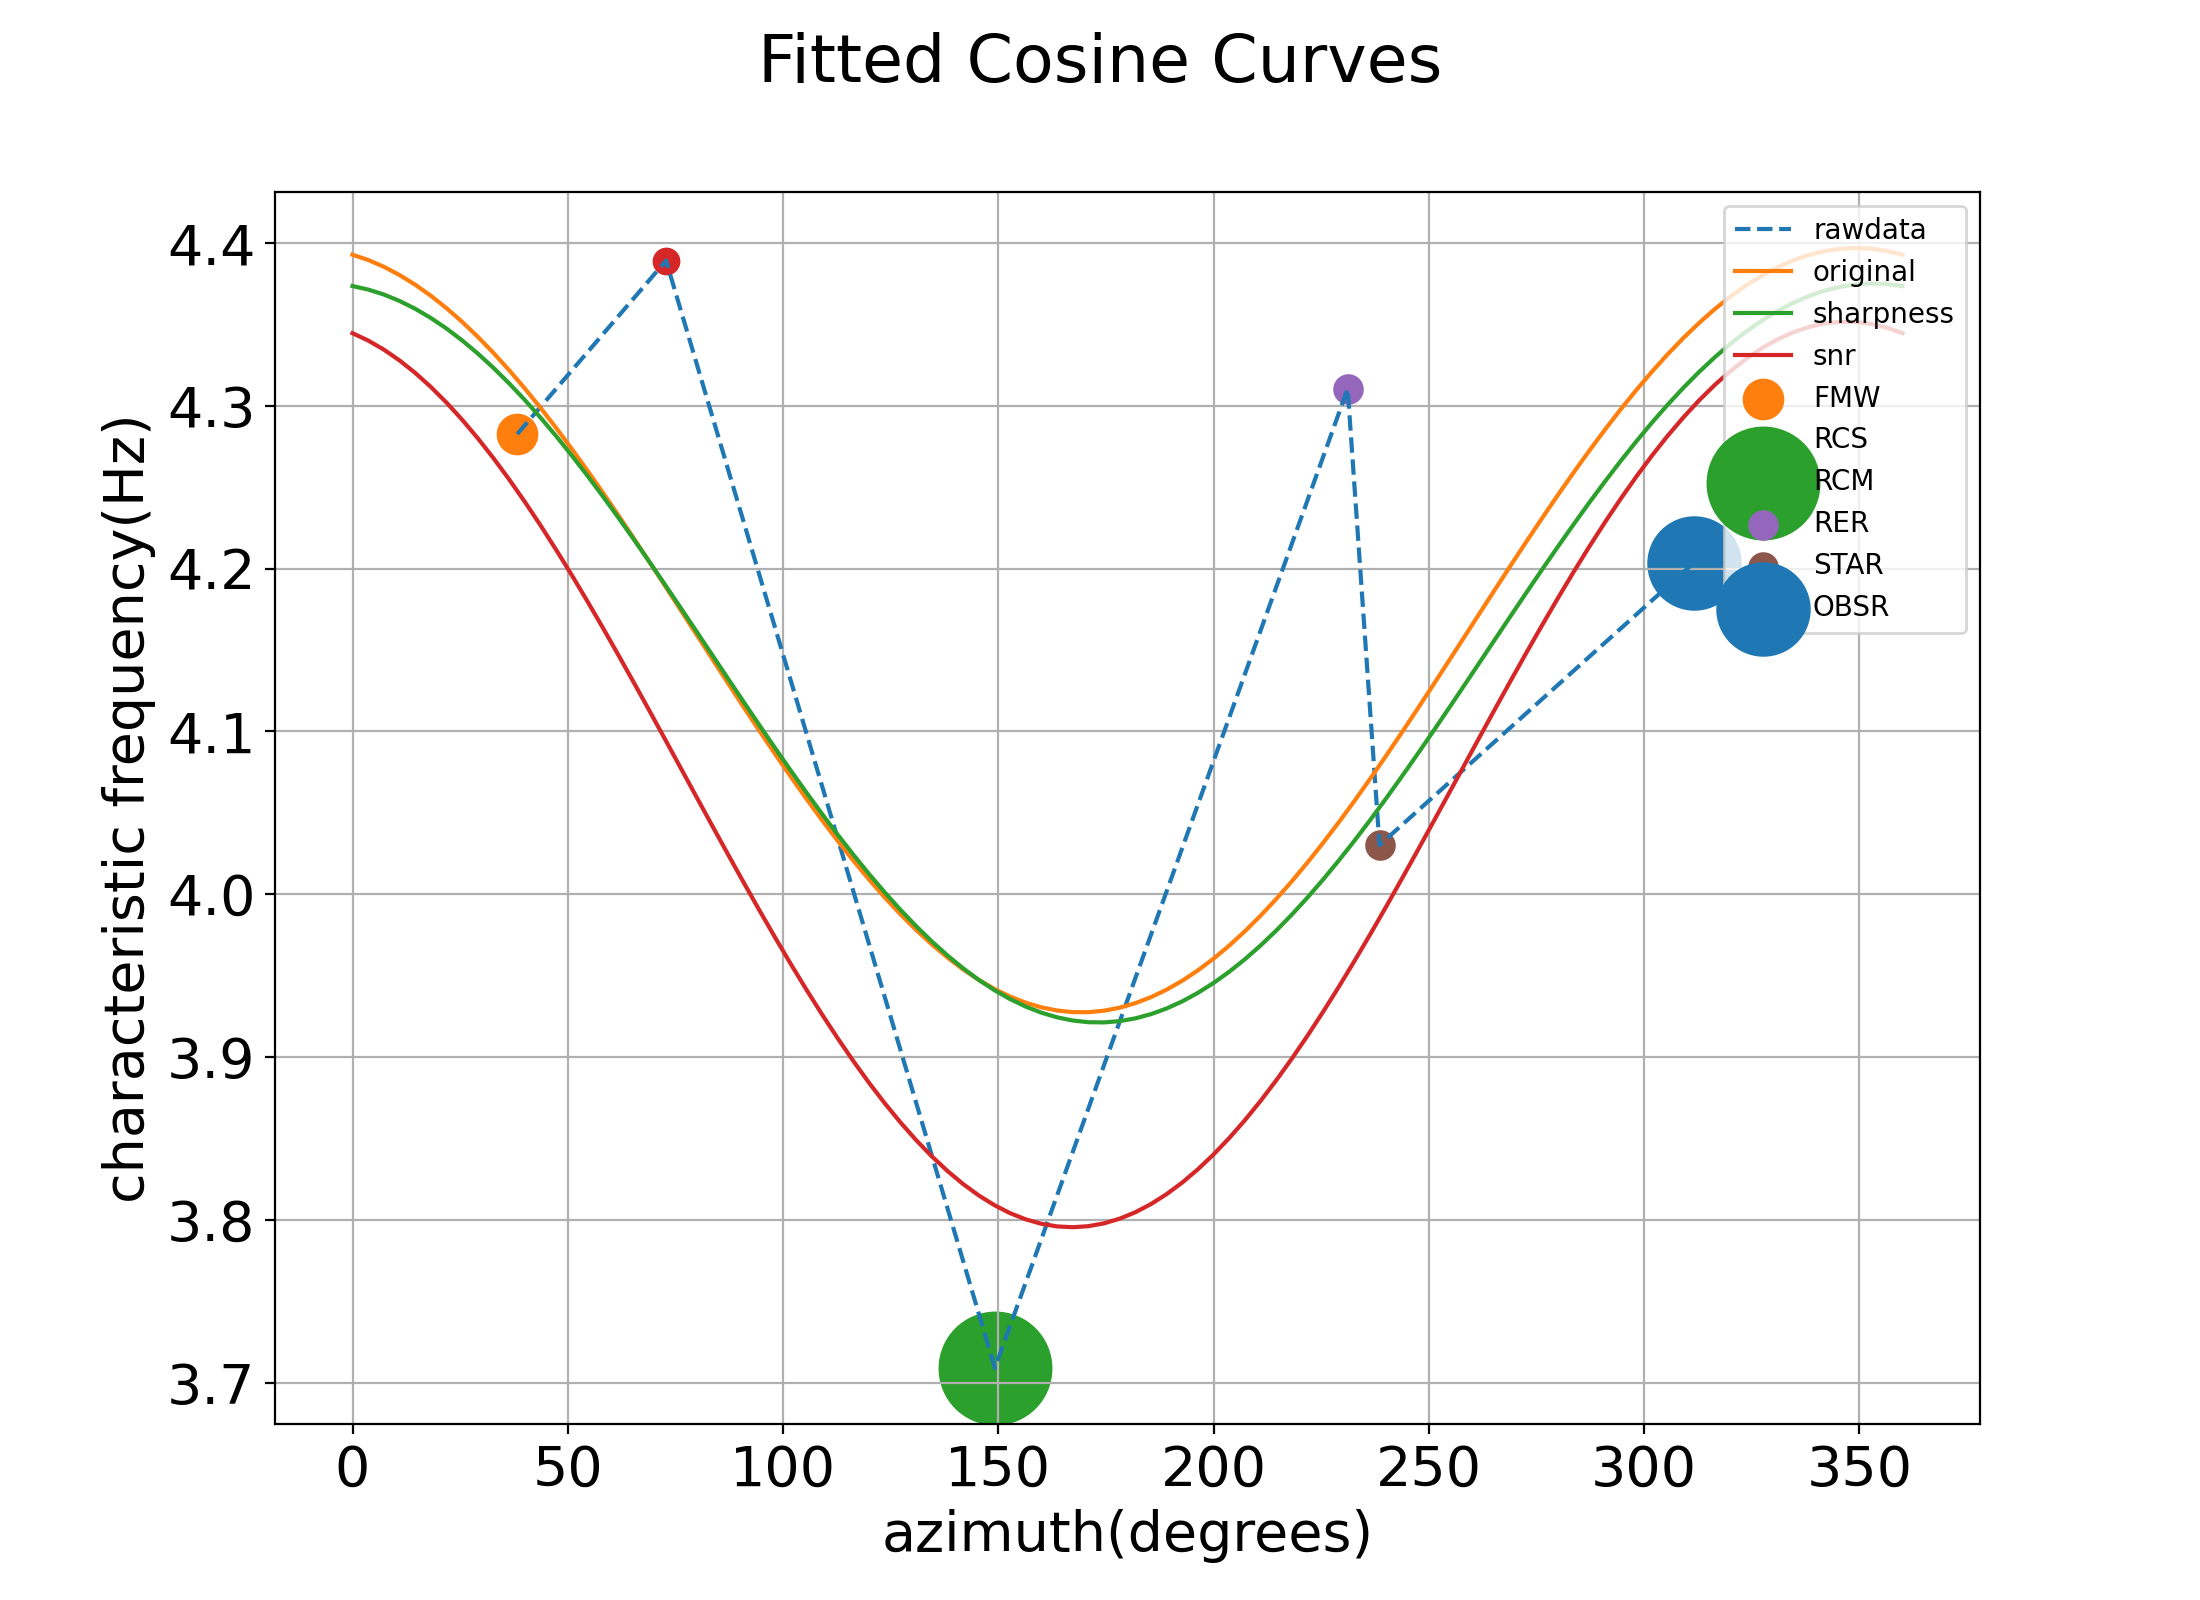 Fitted Cosine Curves
characteristic frequency(Hz)
4.4
4.3
4.2
4.1
4.0
3.9
3.8
3.7
rawdata
original
sharpness
snr
FMW
RCS
RCM
RER
STAR
OBSR
0 50 100 150 200 250 300 350
azimuth(degrees)